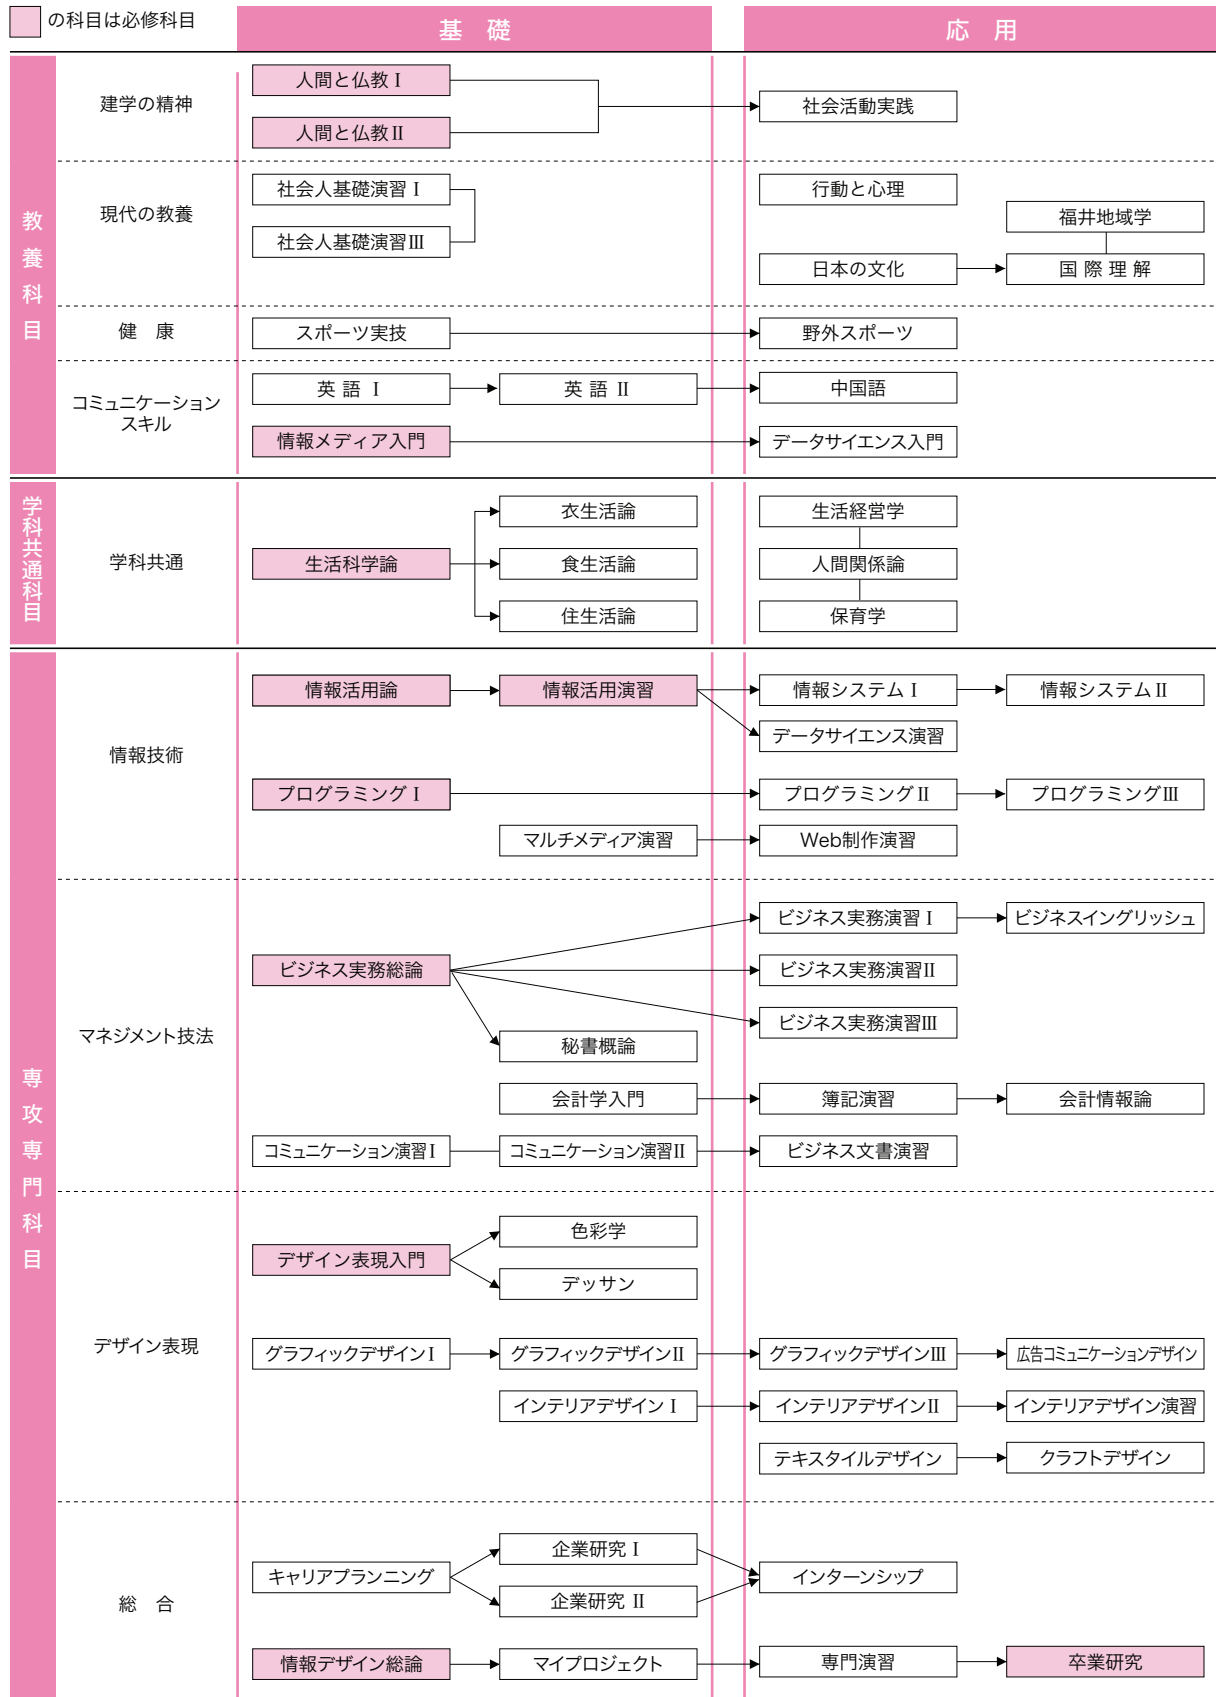 の科目は必修科目
基 礎
応 用
教養科目
建学の精神
人間と仏教 I
人間と仏教 II
社会活動実践
現代の教養
社会人基礎演習 I
社会人基礎演習III
行動と心理
福井地域学
日本の文化
国 際 理 解
健 康
スポーツ実技
野外スポーツ
コミュニケーション
スキル
英 語 I
英 語 II
中国語
情報メディア入門
データサイエンス入門
学科共通科目
学科共通
生活科学論
衣生活論
食生活論
住生活論
生活経営学
人間関係論
保育学
専攻専門科目
情報技術
情報活用論
情報活用演習
情報システム I
情報システム II
データサイエンス演習
プログラミング I
プログラミング II
プログラミングIII
マルチメディア演習
Web制作演習
マネジメント技法
ビジネス実務総論
ビジネス実務演習 I
ビジネスイングリッシュ
ビジネス実務演習II
ビジネス実務演習III
秘書概論
会計学入門
簿記演習
会計情報論
コミュニケーション演習 I
コミュニケーション演習II
ビジネス文書演習
デザイン表現
デザイン表現入門
色彩学
デッサン
グラフィックデザイン I
グラフィックデザイン II
グラフィックデザインIII
広告コミュニケーションデザイン
インテリアデザイン I
インテリアデザイン II
インテリアデザイン演習
テキスタイルデザイン
クラフトデザイン
総 合
キャリアプランニング
企業研究 I
企業研究 II
インターンシップ
情報デザイン総論
マイプロジェクト
専門演習
卒業研究